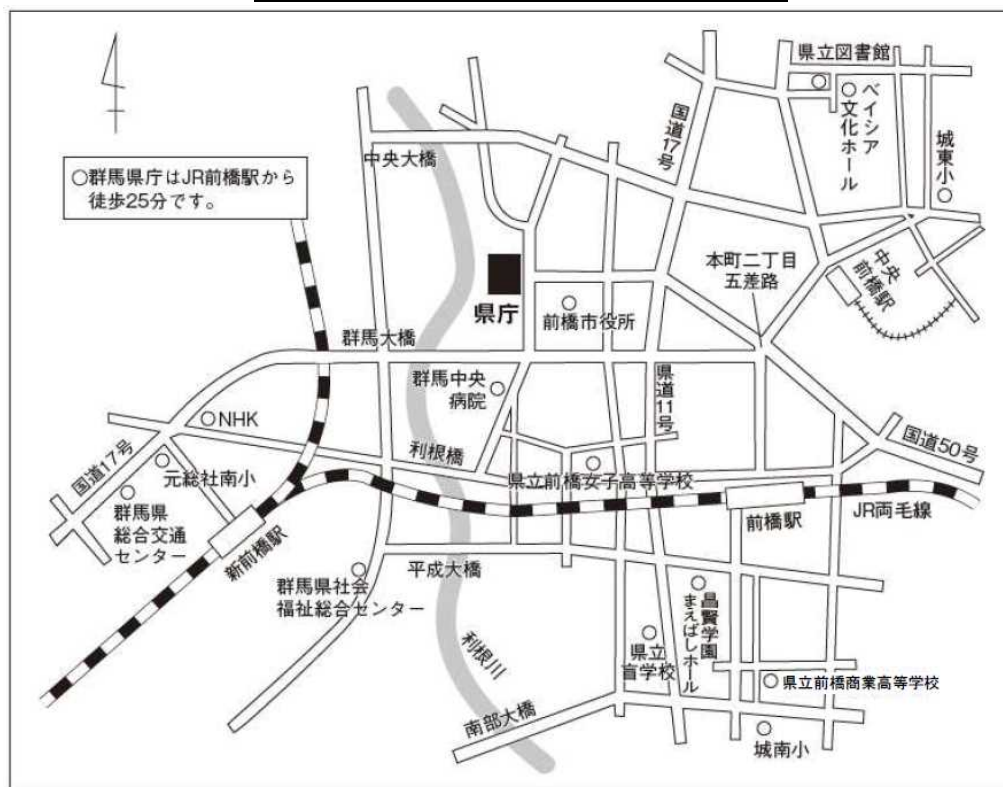 県立図書館
ベイシア
文化ホール
国道17号
城東小
中央大橋
○群馬県庁はJR前橋駅から
徒歩25分です。
本町二丁目
五差路
中央
前橋駅
県庁
前橋市役所
群馬大橋
群馬中央
病院
県道11号
NHK
利根橋
国道17号
国道50号
元総社南小
県立前橋女子高等学校
群馬県
総合交通
センター
新前橋駅
前橋駅
JR両毛線
平成大橋
群馬県社会
福祉総合センター
昌賢学園
まえばしホール
利根川
県立
盲学校
県立前橋商業高等学校
南部大橋
城南小